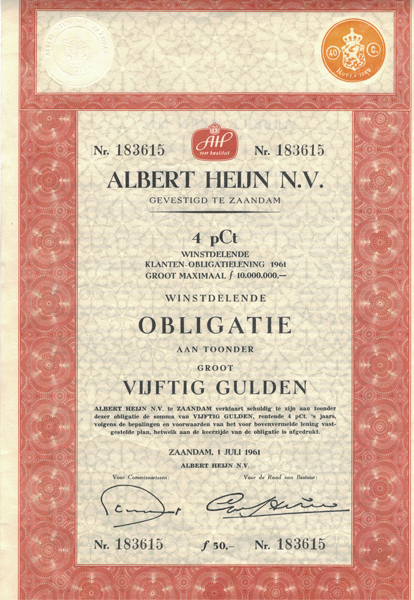 40 Cs.
Nr. 183615
AH
voor kwaliteit
Nr. 183615
ALBERT HEIJN N.V.
GEVESTIGD TE ZAANDAM
4 pCt
WINSTDELENDE
KLANTEN-OBLIGATIELENING 1961
GROOT MAXIMAAL ƒ 10.000.000.—
WINSTDELENDE
OBLIGATIE
AAN TOONDER
GROOT
VIJFTIG GULDEN
ALBERT HEIJN N.V. te ZAANDAM verklaart schuldig te zijn aan toonder
dezer obligatie de somma van VIJFTIG GULDEN, rentende 4 pCt. 's jaars,
volgens de bepalingen en voorwaarden van het voor bovenvermelde lening vast-
gestelde plan, hetwelk aan de keerzijde van de obligatie is afgedrukt.
ZAANDAM, 1 JULI 1961
ALBERT HEIJN N.V.
Voor Commissarissen: Voor de Raad van Bestuur:
Nr. 183615 ƒ 50,– Nr. 183615